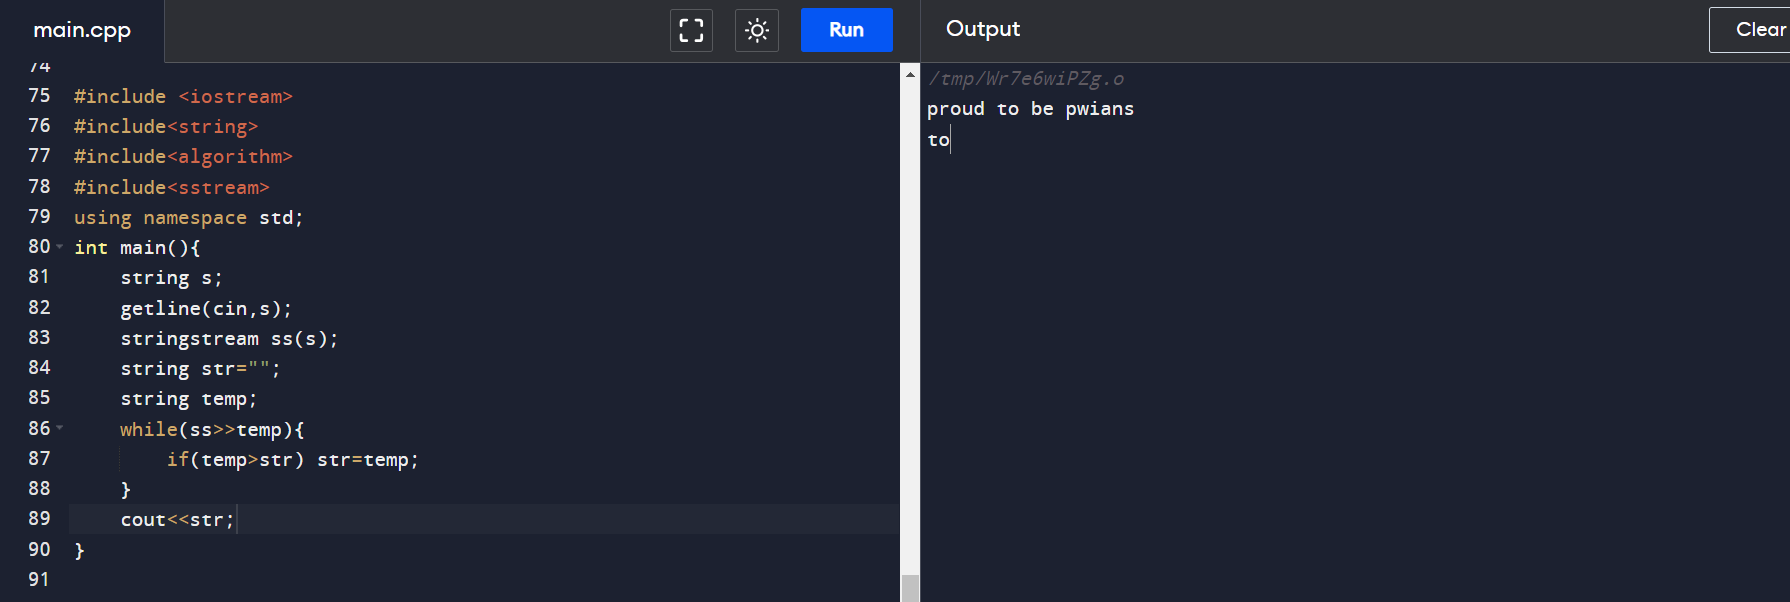 main.cpp
Run
Output
Clear
74
75 #include <iostream>
76 #include<string>
77 #include<algorithm>
78 #include<sstream>
79 using namespace std;
80 int main(){
81     string s;
82     getline(cin,s);
83     stringstream ss(s);
84     string str="";
85     string temp;
86     while(ss>>temp){
87         if(temp>str) str=temp;
88     }
89     cout<<str;
90 }
91
/tmp/Wr7e6wiPZg.o
proud to be pwians
to